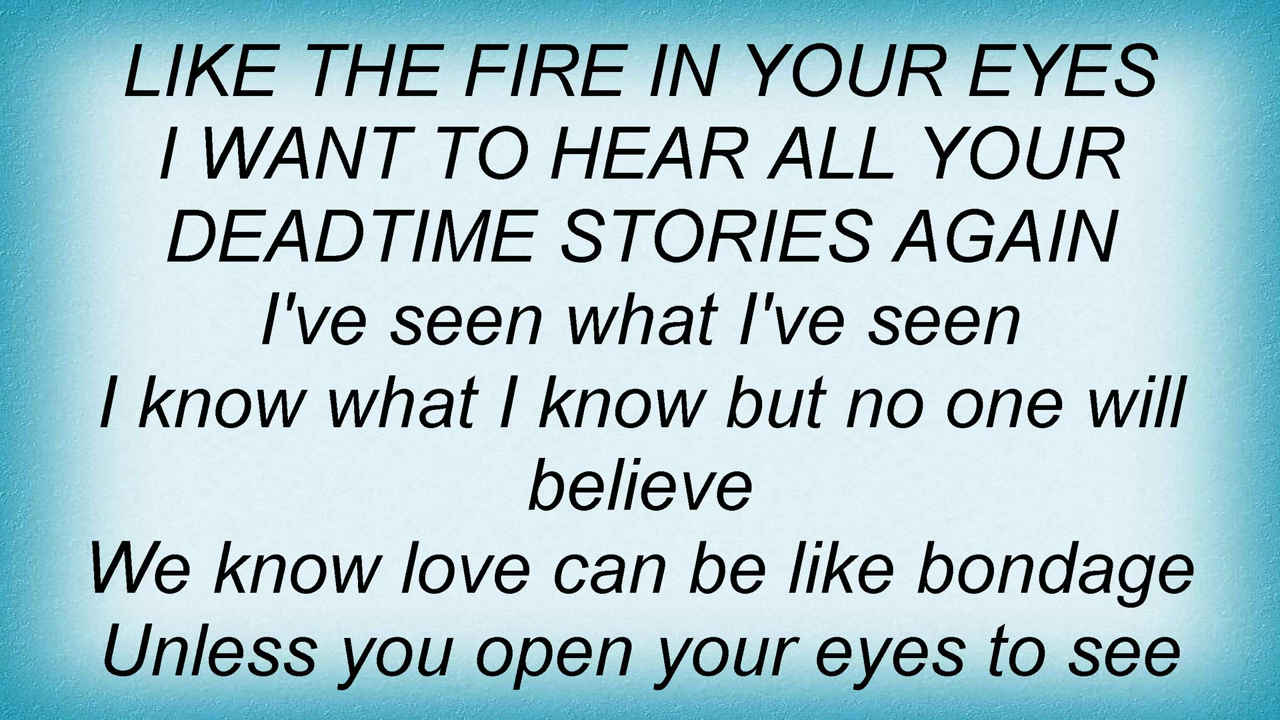 LIKE THE FIRE IN YOUR EYES
I WANT TO HEAR ALL YOUR
DEADTIME STORIES AGAIN
I've seen what I've seen
I know what I know but no one will
believe
We know love can be like bondage
Unless you open your eyes to see